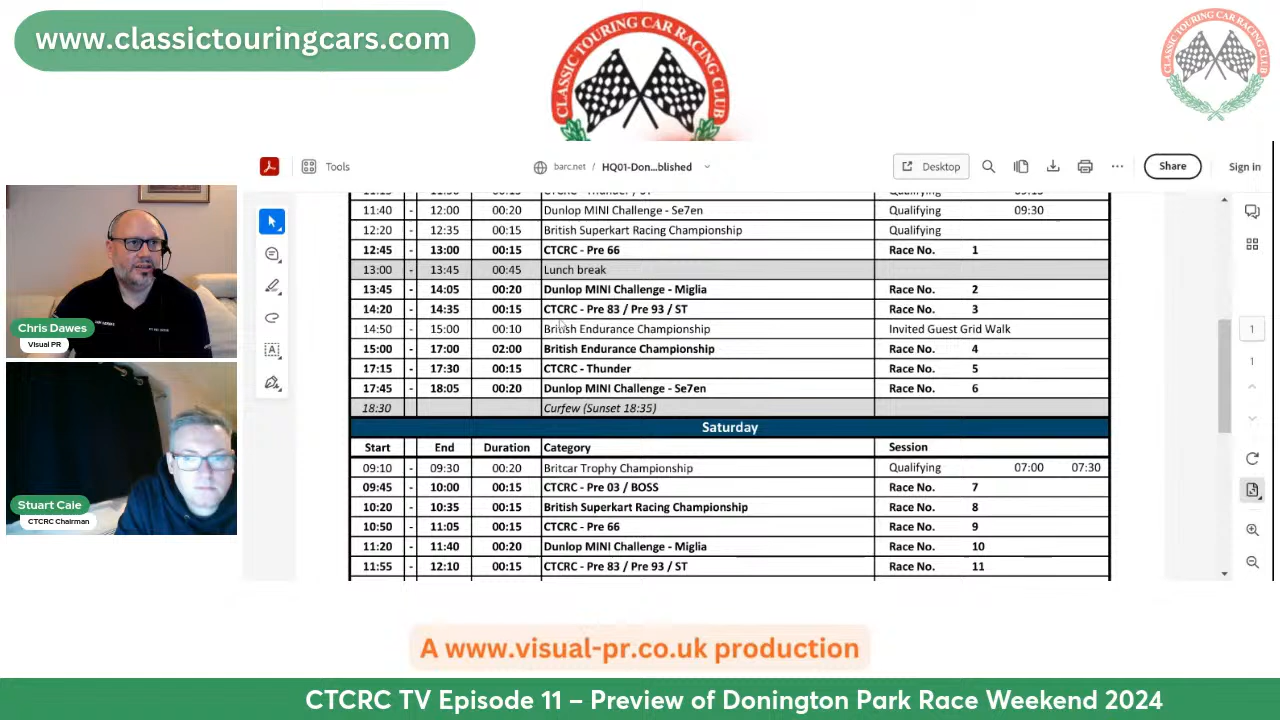 www.classictouringcars.com
CLASSIC TOURING CAR RACING CLUB
CLASSIC TOURING CAR RACING CLUB
Tools
barc.net / HQ01-Don...blished
Desktop
Share
Sign in
11:40 - 12:00 00:20 Dunlop MINI Challenge - Se7en Qualifying 09:30
12:20 - 12:35 00:15 British Superkart Racing Championship Qualifying
12:45 - 13:00 00:15 CTCRC - Pre 66 Race No. 1
13:00 - 13:45 00:45 Lunch break
13:45 - 14:05 00:20 Dunlop MINI Challenge - Miglia Race No. 2
14:20 - 14:35 00:15 CTCRC - Pre 83 / Pre 93 / ST Race No. 3
14:50 - 15:00 00:10 British Endurance Championship Invited Guest Grid Walk
15:00 - 17:00 02:00 British Endurance Championship Race No. 4
17:15 - 17:30 00:15 CTCRC - Thunder Race No. 5
17:45 - 18:05 00:20 Dunlop MINI Challenge - Se7en Race No. 6
18:30 Curfew (Sunset 18:35)
Saturday
Start End Duration Category Session
09:10 - 09:30 00:20 Britcar Trophy Championship Qualifying 07:00 07:30
09:45 - 10:00 00:15 CTCRC - Pre 03 / BOSS Race No. 7
10:20 - 10:35 00:15 British Superkart Racing Championship Race No. 8
10:50 - 11:05 00:15 CTCRC - Pre 66 Race No. 9
11:20 - 11:40 00:20 Dunlop MINI Challenge - Miglia Race No. 10
11:55 - 12:10 00:15 CTCRC - Pre 83 / Pre 93 / ST Race No. 11
1
1
Chris Dawes
Visual PR
Stuart Cale
CTCRC Chairman
A www.visual-pr.co.uk production
CTCRC TV Episode 11 – Preview of Donington Park Race Weekend 2024